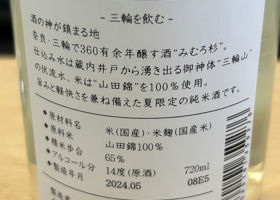 - 三輪を飲む -
酒の神が鎮まる地
奈良・三輪で360有余年醸す酒“みむろ杉”。
仕込み水は蔵内井戸から湧き出る御神体“三輪山”
の伏流水、米は“山田錦”を100%使用。
旨みと軽快さを兼ね備えた夏限定の純米酒です。
●原材料名 米(国産)・米麹(国産米)
●原料米 山田錦100%
●精米歩合 65%
●アルコール分 14度(原酒) 720ml
●製造年月 2024.05 08E5
製造者